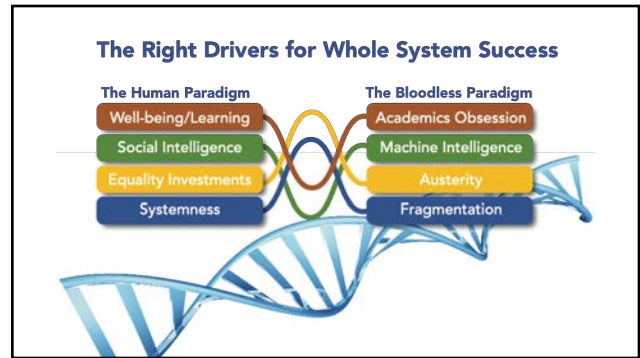 The Right Drivers for Whole System Success
The Human Paradigm
The Bloodless Paradigm
Well-being/Learning
Academics Obsession
Social Intelligence
Machine Intelligence
Equality Investments
Austerity
Systemness
Fragmentation